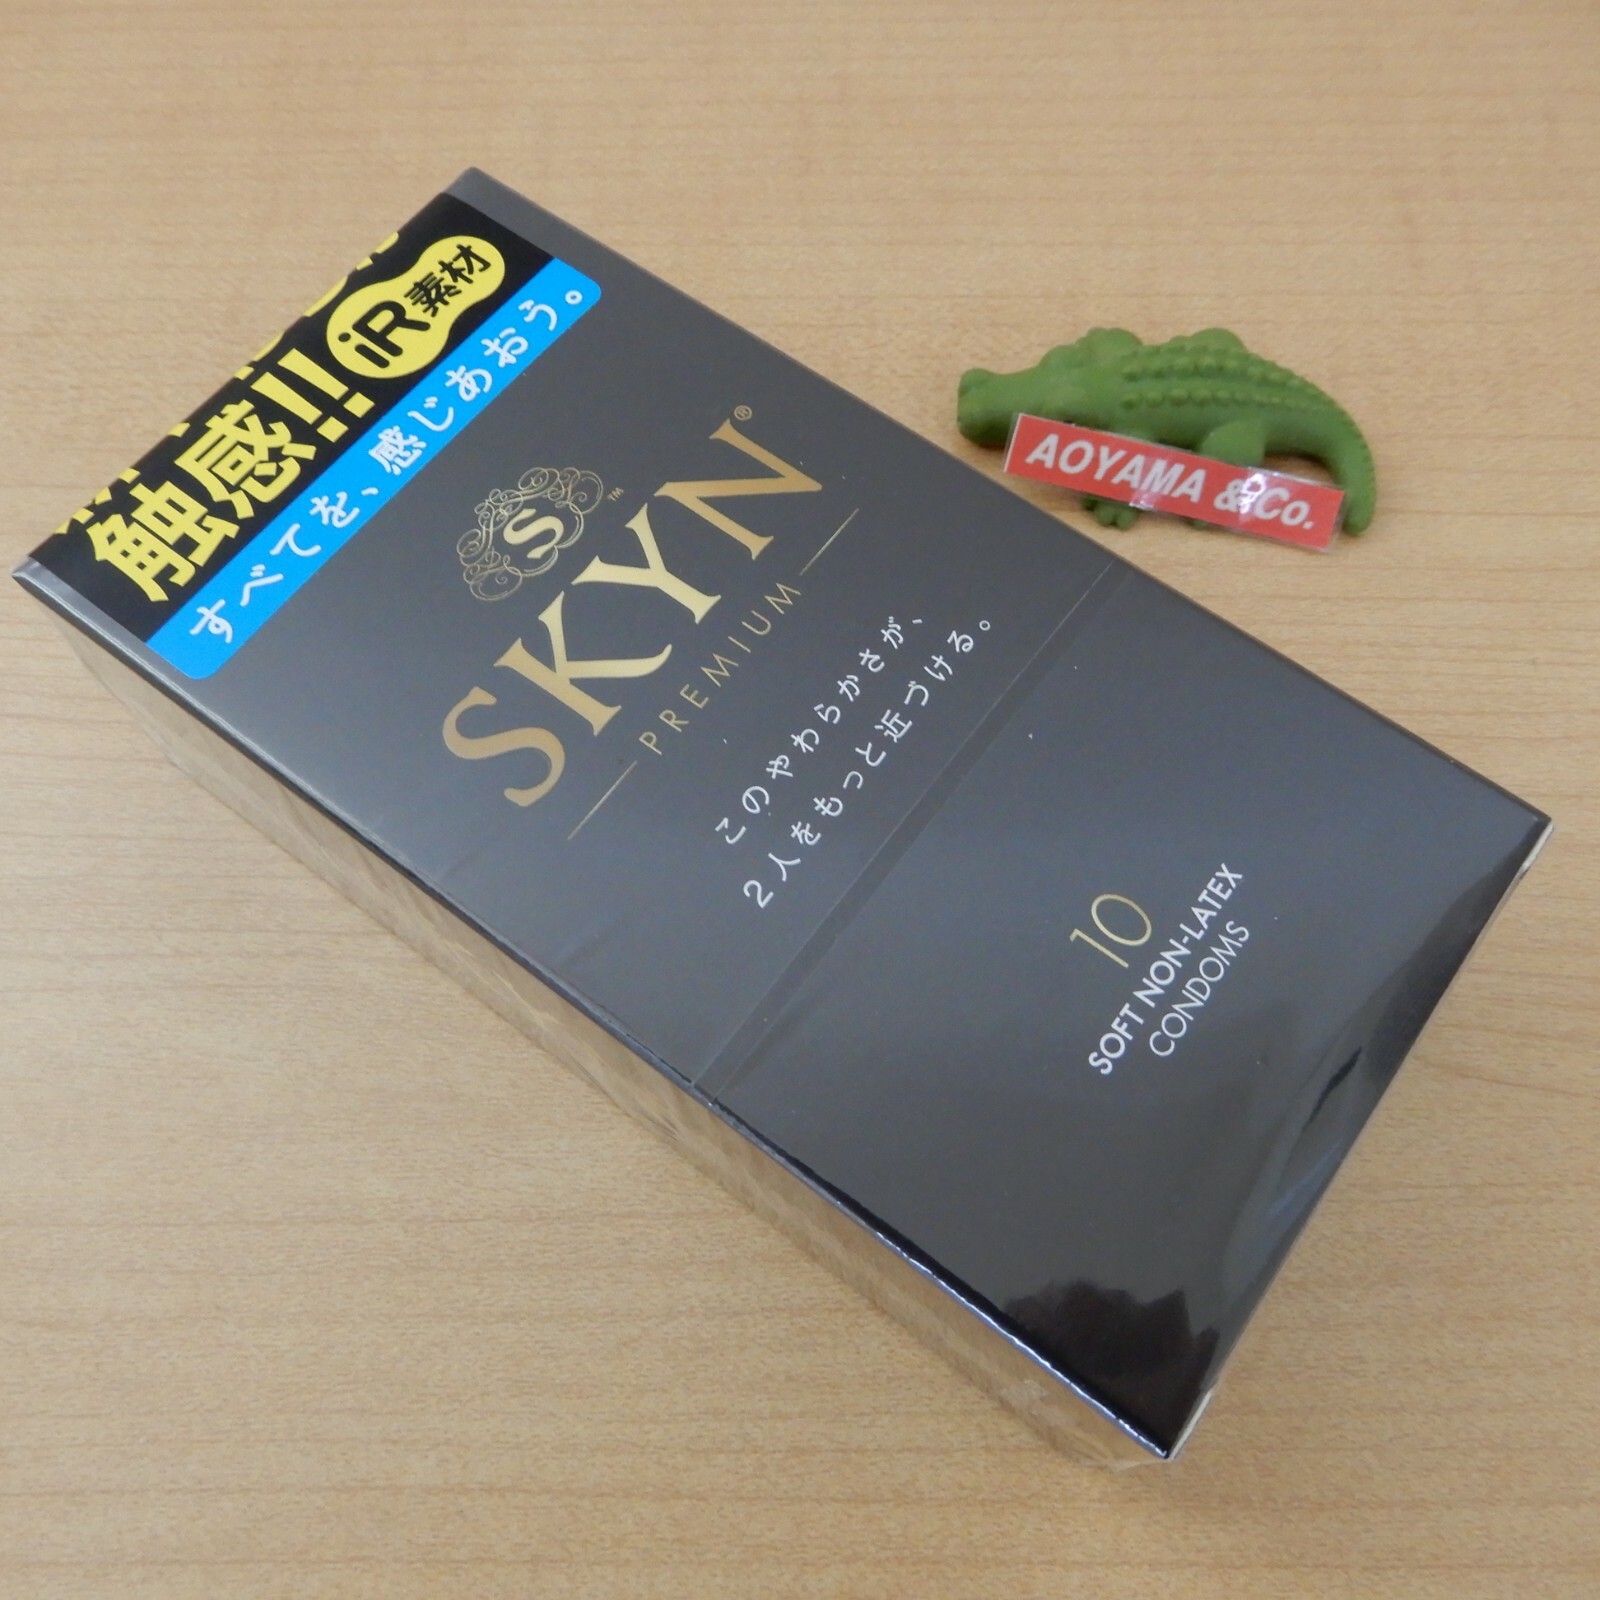 触感!!
iR素材
すべてを、感じあおう。
S
™
SKYN®
PREMIUM
このやわらかさが、
2人をもっと近づける。
10
SOFT NON-LATEX
CONDOMS
AOYAMA & Co.